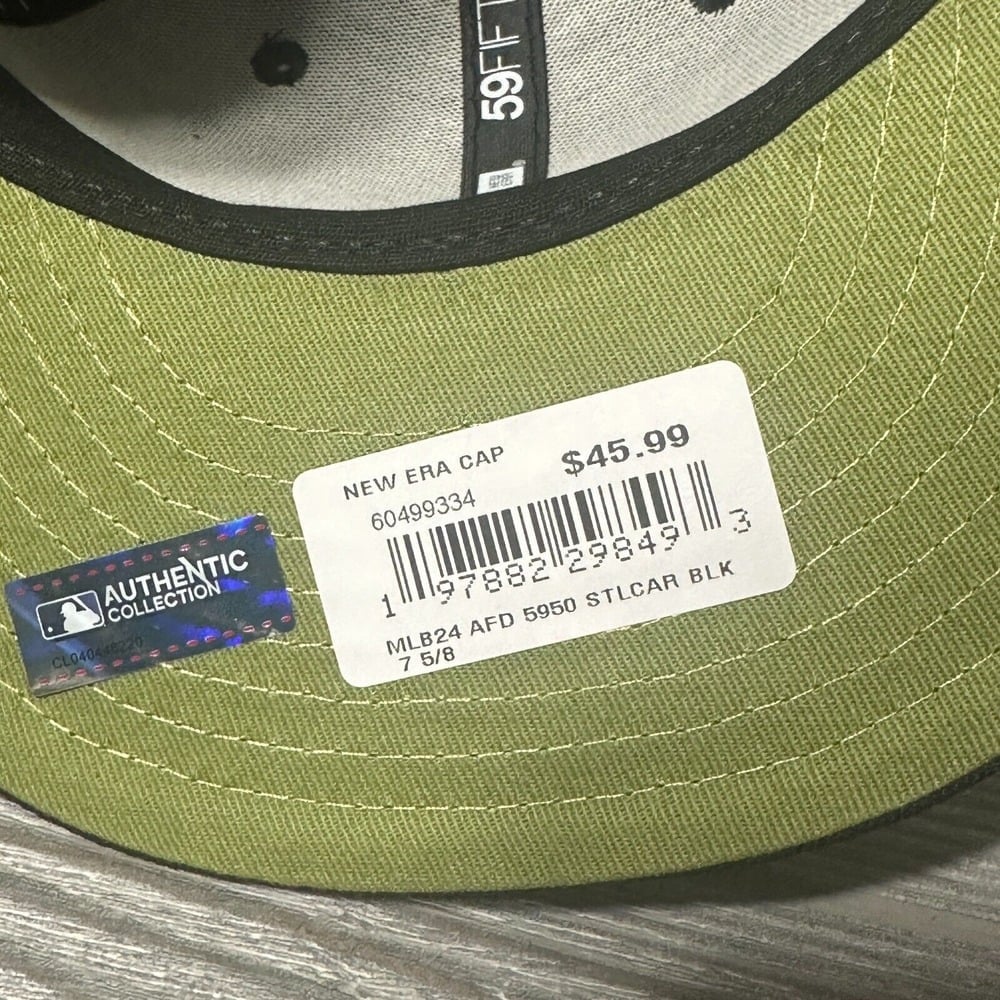 59FIFT
NEW ERA CAP $45.99
60499334
1 97882 29849 3
MLB24 AFD 5950 STLCAR BLK
7 5/8
AUTHENTIC
COLLECTION